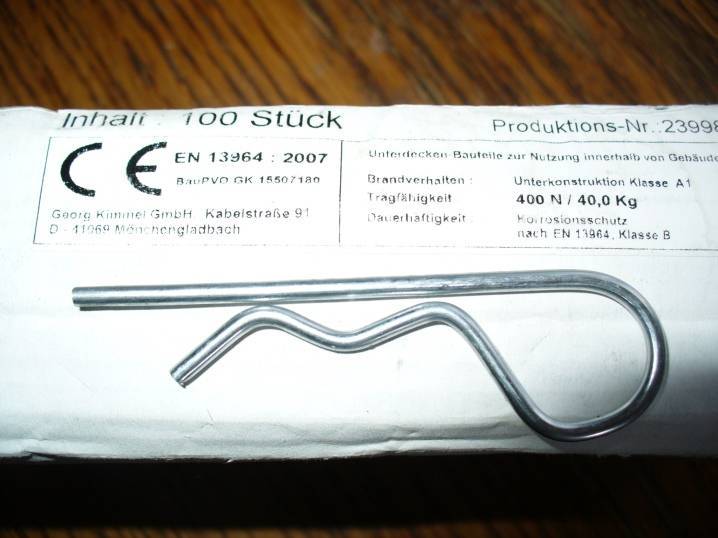 Inhalt : 100 Stück
Produktions-Nr.:23998
CE EN 13964 : 2007
BauPVO GK 15507180
Georg Kimmel GmbH, Kabelstraße 91
D - 41069 Mönchengladbach
Unterdecken-Bauteile zur Nutzung innerhalb von Gebäude
Brandverhalten : Unterkonstruktion Klasse A1
Tragfähigkeit : 400 N / 40,0 Kg
Dauerhaftigkeit : Korrosionsschutz
nach EN 13964, Klasse B